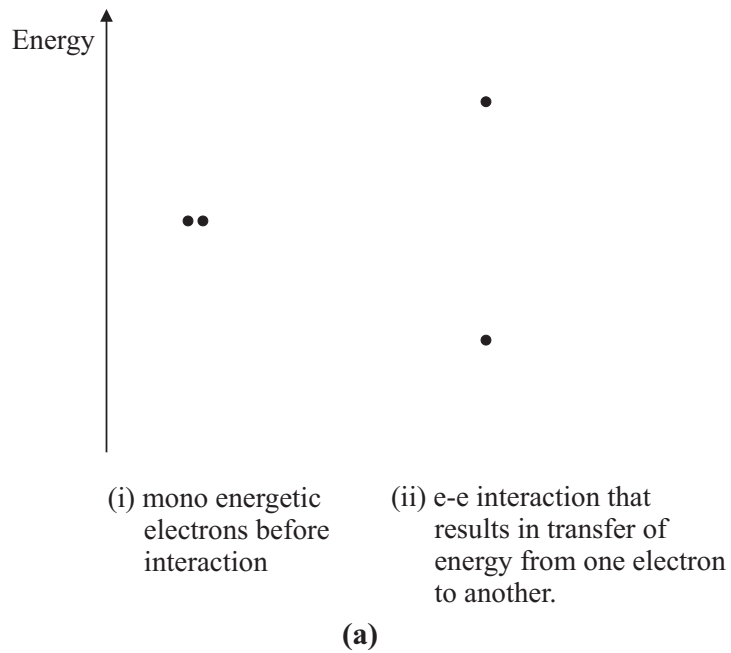 Energy
(i) mono energetic
electrons before
interaction
(ii) e-e interaction that
results in transfer of
energy from one electron
to another.
(a)